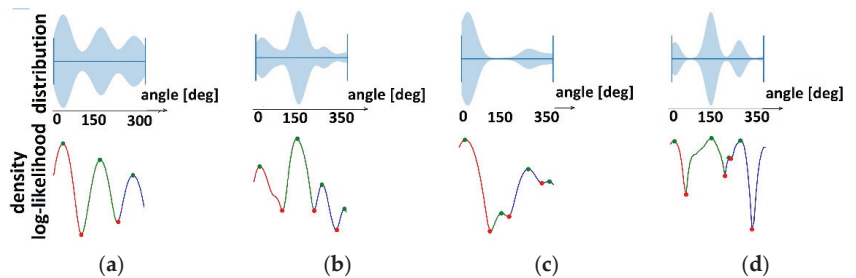 distribution
angle [deg] angle [deg] angle [deg] angle [deg]
0 150 300 0 150 350 0 150 350 0 150 350
density
log-likelihood
(a) (b) (c) (d)